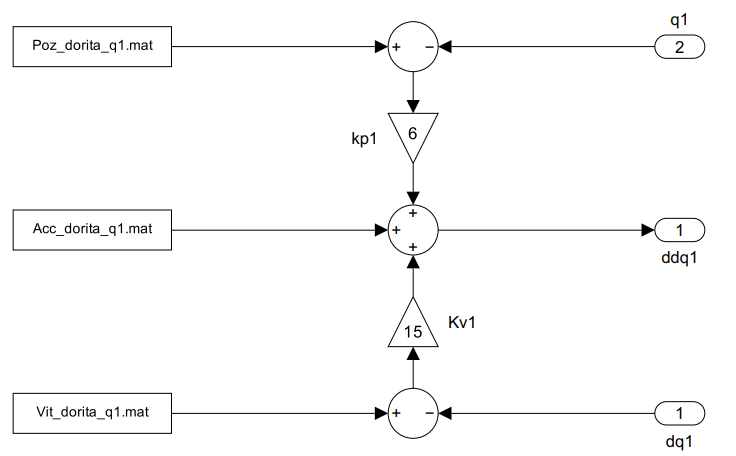 q1
Poz_dorita_q1.mat
+
−
2
kp1
6
+
Acc_dorita_q1.mat
+
1
+
ddq1
15
Kv1
Vit_dorita_q1.mat
+
−
1
dq1